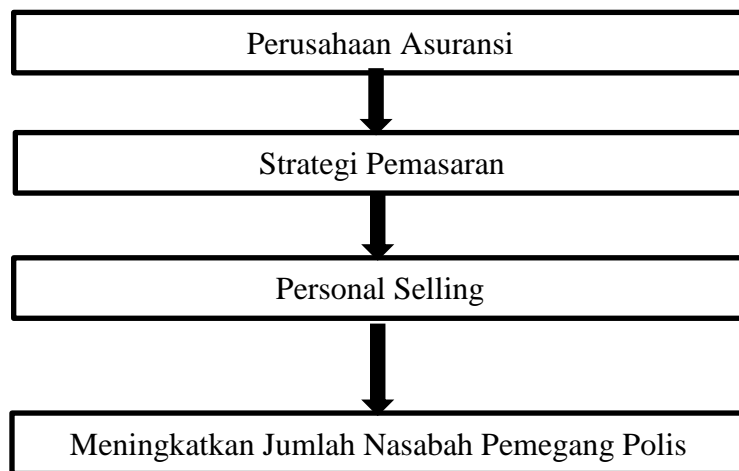 Perusahaan Asuransi
Strategi Pemasaran
Personal Selling
Meningkatkan Jumlah Nasabah Pemegang Polis